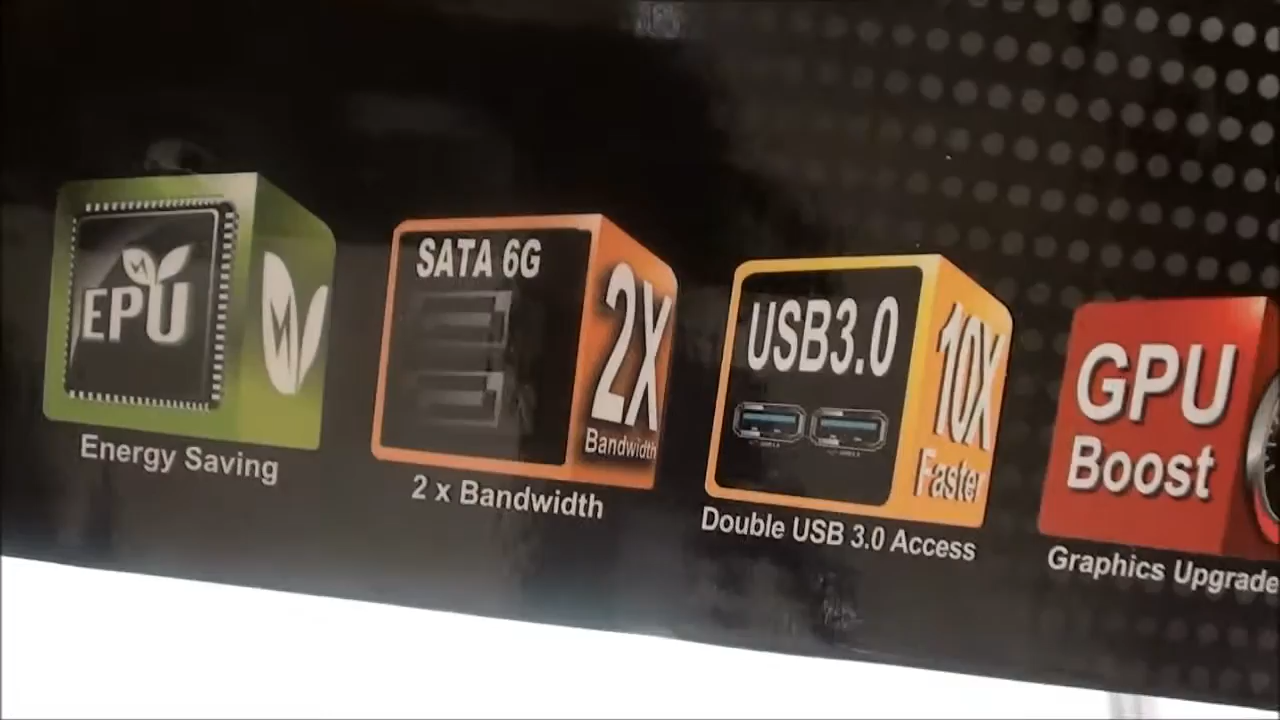 EPU
Energy Saving
SATA 6G
2X
Bandwidth
2 x Bandwidth
USB3.0
10X
Faster
Double USB 3.0 Access
GPU
Boost
Graphics Upgrade